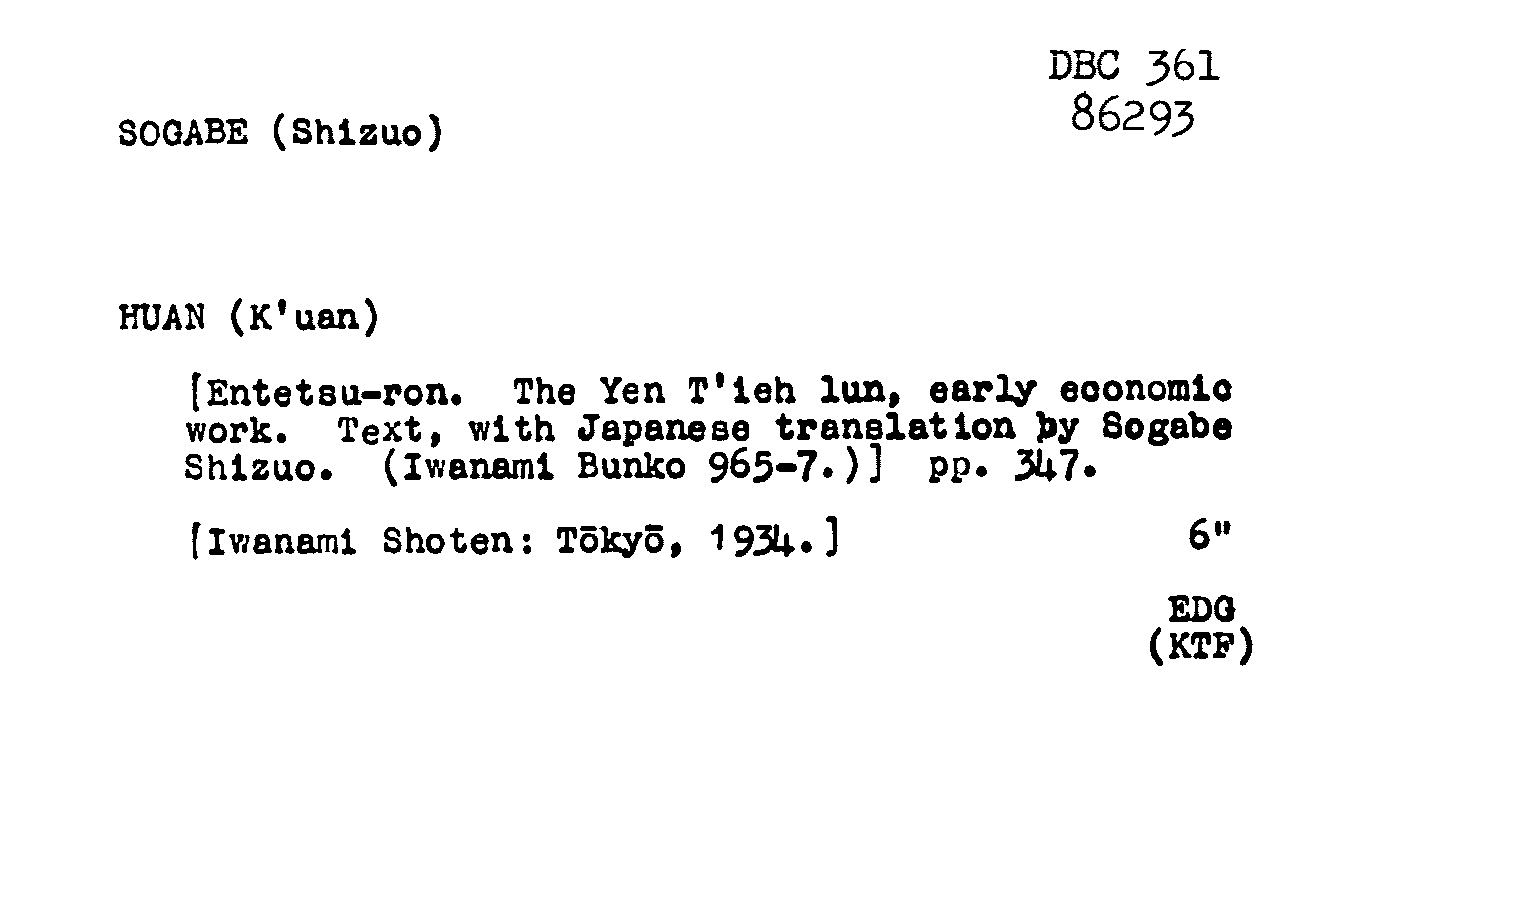 DBC 361
86293
SOGABE (Shizuo)
HUAN (K'uan)
[Entetsu-ron. The Yen T'ieh lun, early economic
work. Text, with Japanese translation by Sogabe
Shizuo. (Iwanami Bunko 965-7.)] pp. 347.
[Iwanami Shoten: Tōkyō, 1934.] 6"
EDG
(KTF)